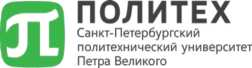 ПОЛИТЕХ
Санкт-Петербургский
политехнический университет
Петра Великого